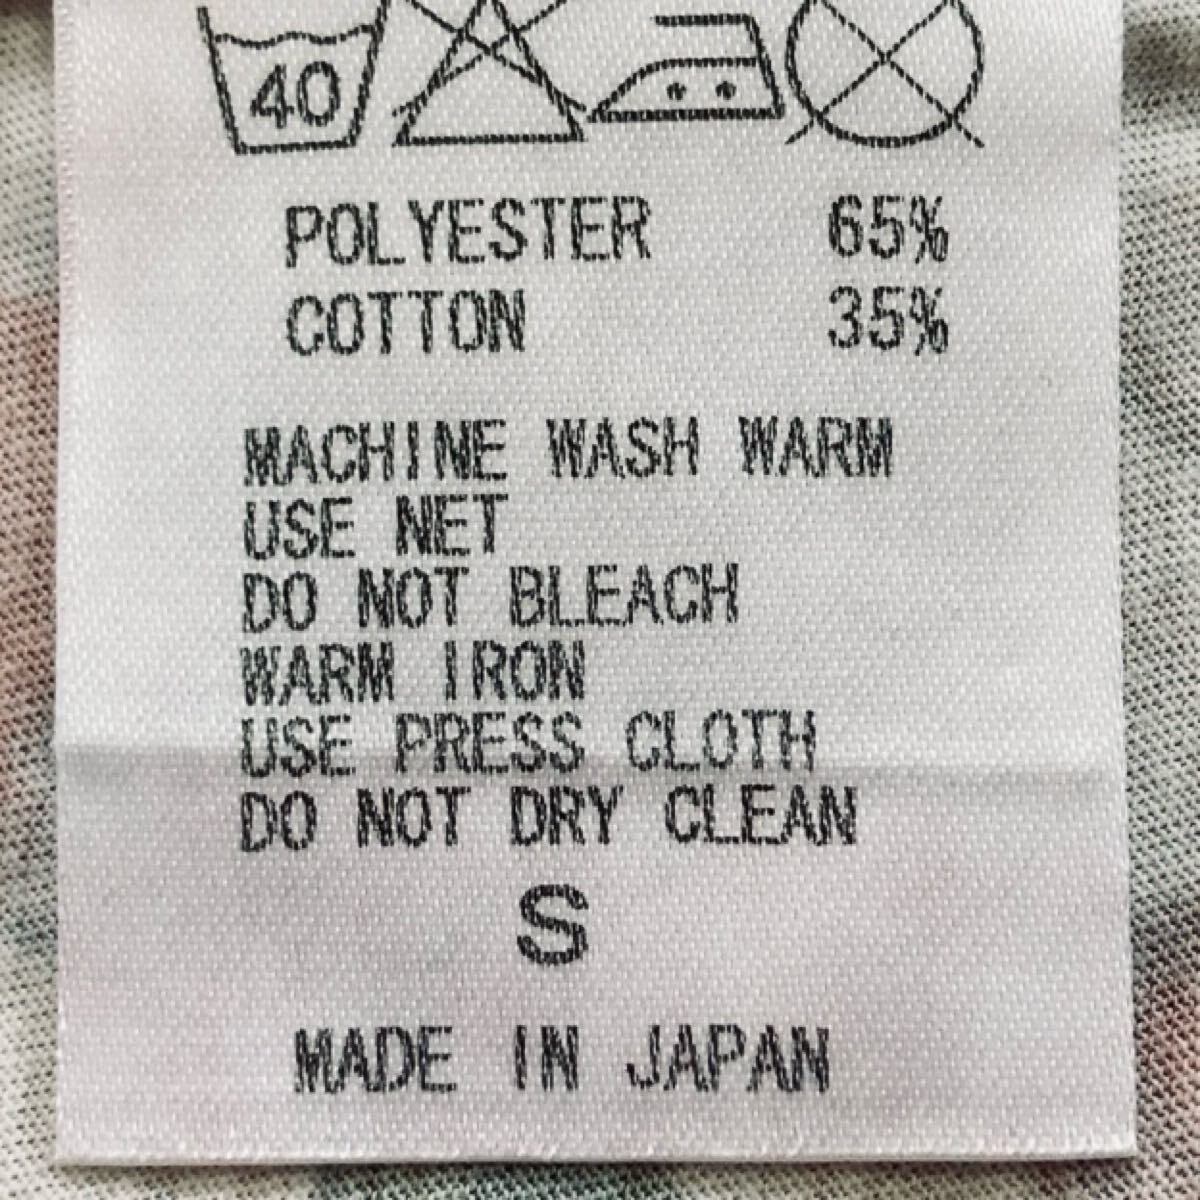 40
POLYESTER 65%
COTTON 35%
MACHINE WASH WARM
USE NET
DO NOT BLEACH
WARM IRON
USE PRESS CLOTH
DO NOT DRY CLEAN
S
MADE IN JAPAN